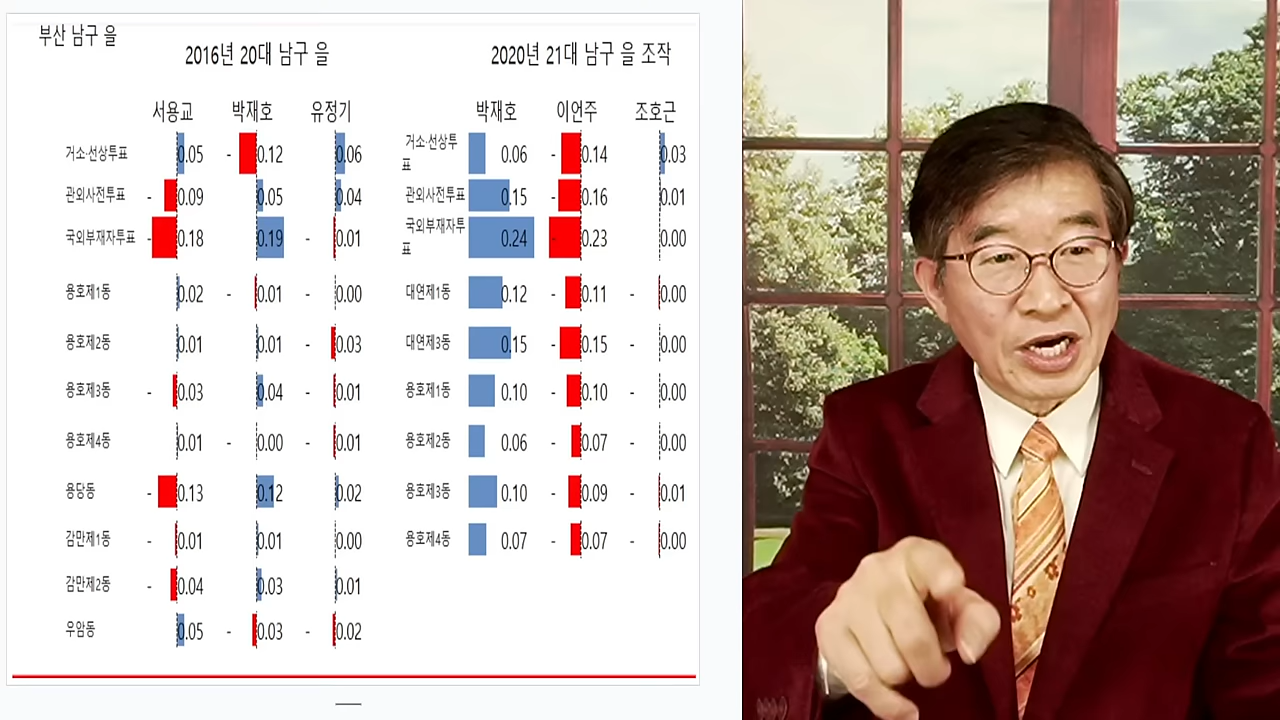 부산 남구 을
2016년 20대 남구 을
서용교 박재호 유정기
거소·선상투표 0.05 - 0.12 0.06
관외사전투표 - 0.09 0.05 0.04
국외부재자투표 - 0.18 0.19 - 0.01
용호제1동 0.02 - 0.01 - 0.00
용호제2동 0.01 0.01 - 0.03
용호제3동 - 0.03 0.04 - 0.01
용호제4동 0.01 - 0.00 - 0.01
용당동 - 0.13 0.12 0.02
감만제1동 - 0.01 0.01 0.00
감만제2동 - 0.04 0.03 0.01
우암동 0.05 - 0.03 - 0.02
2020년 21대 남구 을 조작
박재호 이언주 조호근
거소·선상투
표 0.06 - 0.14 0.03
관외사전투표 0.15 - 0.16 0.01
국외부재자투
표 0.24 - 0.23 0.00
대연제1동 0.12 - 0.11 - 0.00
대연제3동 0.15 - 0.15 - 0.00
용호제1동 0.10 - 0.10 - 0.00
용호제2동 0.06 - 0.07 - 0.00
용호제3동 0.10 - 0.09 - 0.01
용호제4동 0.07 - 0.07 - 0.00